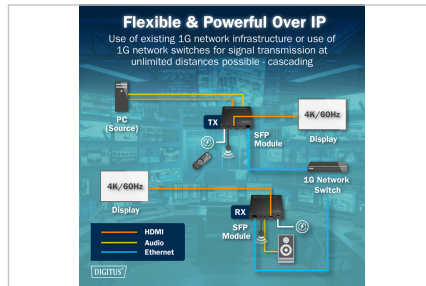 Flexible & Powerful Over IP
Use of existing 1G network infrastructure or use of
1G network switches for signal transmission at
unlimited distances possible - cascading
PC
(Source)
TX
SFP
Module
4K/60Hz
Display
1G Network
Switch
4K/60Hz
Display
RX
SFP
Module
HDMI
Audio
Ethernet
DIGITUS